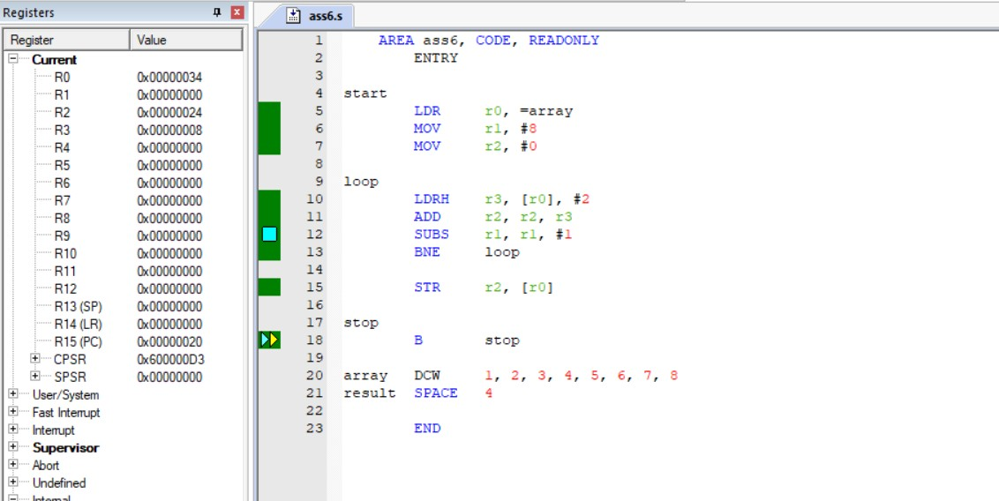 Registers
Register Value
Current
R0 0x00000034
R1 0x00000000
R2 0x00000024
R3 0x00000008
R4 0x00000000
R5 0x00000000
R6 0x00000000
R7 0x00000000
R8 0x00000000
R9 0x00000000
R10 0x00000000
R11 0x00000000
R12 0x00000000
R13 (SP) 0x00000000
R14 (LR) 0x00000000
R15 (PC) 0x00000020
CPSR 0x600000D3
SPSR 0x00000000
User/System
Fast Interrupt
Interrupt
Supervisor
Abort
Undefined
Internal
ass6.s
1 AREA ass6, CODE, READONLY
2 ENTRY
3
4 start
5 LDR r0, =array
6 MOV r1, #8
7 MOV r2, #0
8
9 loop
10 LDRH r3, [r0], #2
11 ADD r2, r2, r3
12 SUBS r1, r1, #1
13 BNE loop
14
15 STR r2, [r0]
16
17 stop
18 B stop
19
20 array DCW 1, 2, 3, 4, 5, 6, 7, 8
21 result SPACE 4
22
23 END